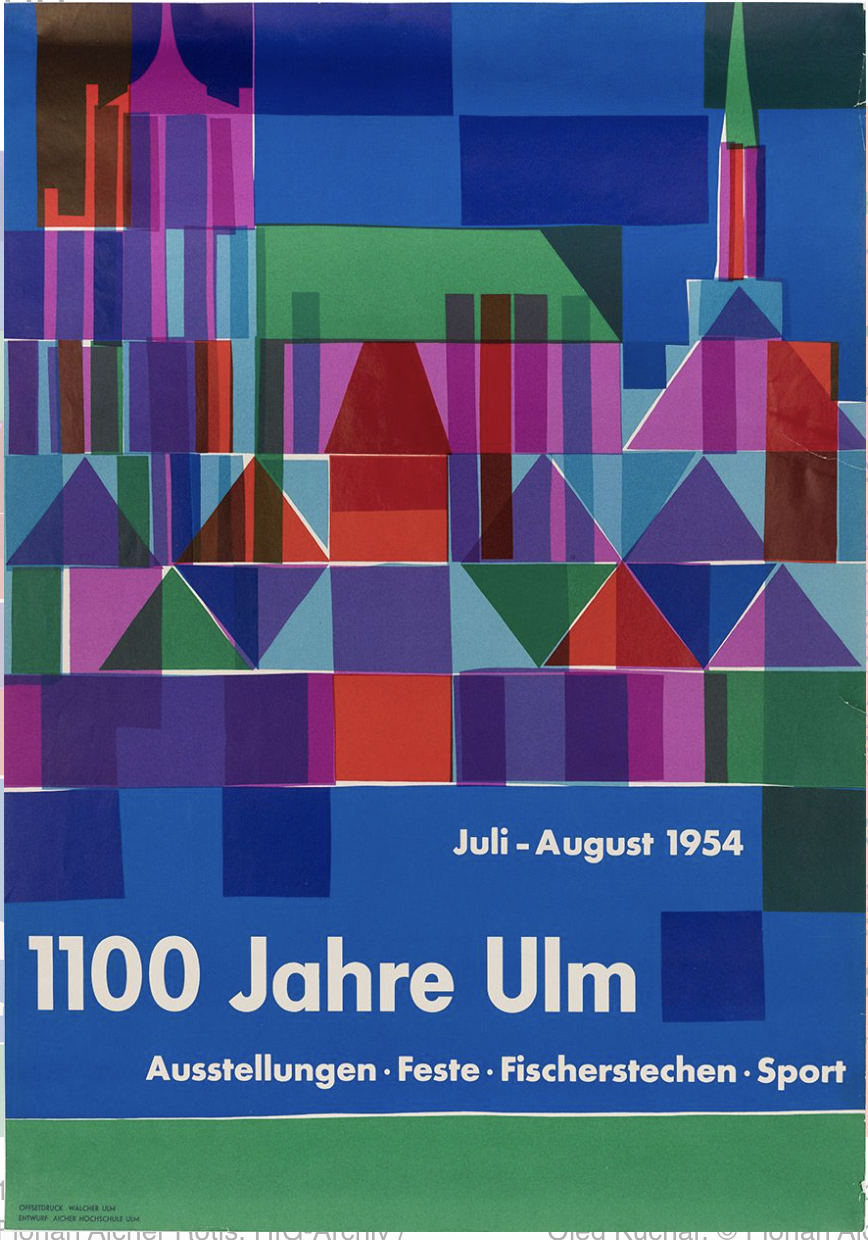 Juli - August 1954
1100 Jahre Ulm
Ausstellungen · Feste · Fischerstechen · Sport
OFFSETDRUCK WALCHER ULM
ENTWURF AICHER HOCHSCHULE ULM